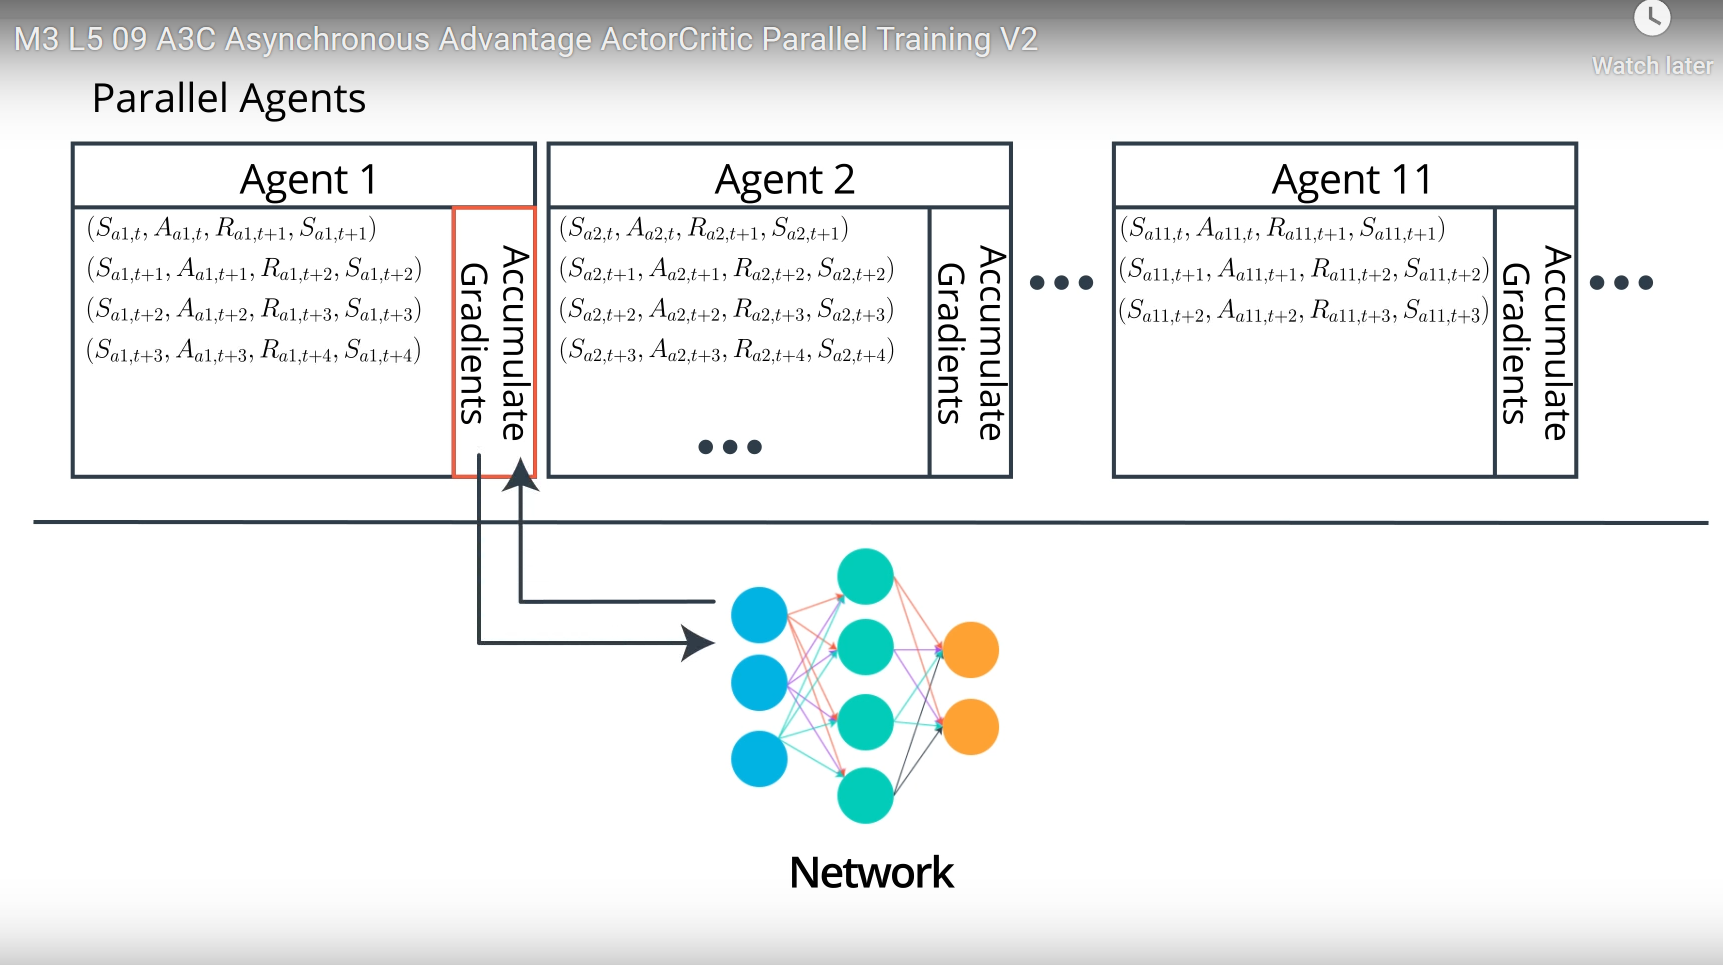 M3 L5 09 A3C Asynchronous Advantage ActorCritic Parallel Training V2
Watch later
Parallel Agents
Agent 1
(S_{a1,t}, A_{a1,t}, R_{a1,t+1}, S_{a1,t+1})
(S_{a1,t+1}, A_{a1,t+1}, R_{a1,t+2}, S_{a1,t+2})
(S_{a1,t+2}, A_{a1,t+2}, R_{a1,t+3}, S_{a1,t+3})
(S_{a1,t+3}, A_{a1,t+3}, R_{a1,t+4}, S_{a1,t+4})
Accumulate
Gradients
Agent 2
(S_{a2,t}, A_{a2,t}, R_{a2,t+1}, S_{a2,t+1})
(S_{a2,t+1}, A_{a2,t+1}, R_{a2,t+2}, S_{a2,t+2})
(S_{a2,t+2}, A_{a2,t+2}, R_{a2,t+3}, S_{a2,t+3})
(S_{a2,t+3}, A_{a2,t+3}, R_{a2,t+4}, S_{a2,t+4})
•••
Accumulate
Gradients
•••
Agent 11
(S_{a11,t}, A_{a11,t}, R_{a11,t+1}, S_{a11,t+1})
(S_{a11,t+1}, A_{a11,t+1}, R_{a11,t+2}, S_{a11,t+2})
(S_{a11,t+2}, A_{a11,t+2}, R_{a11,t+3}, S_{a11,t+3})
Accumulate
Gradients
•••
Network